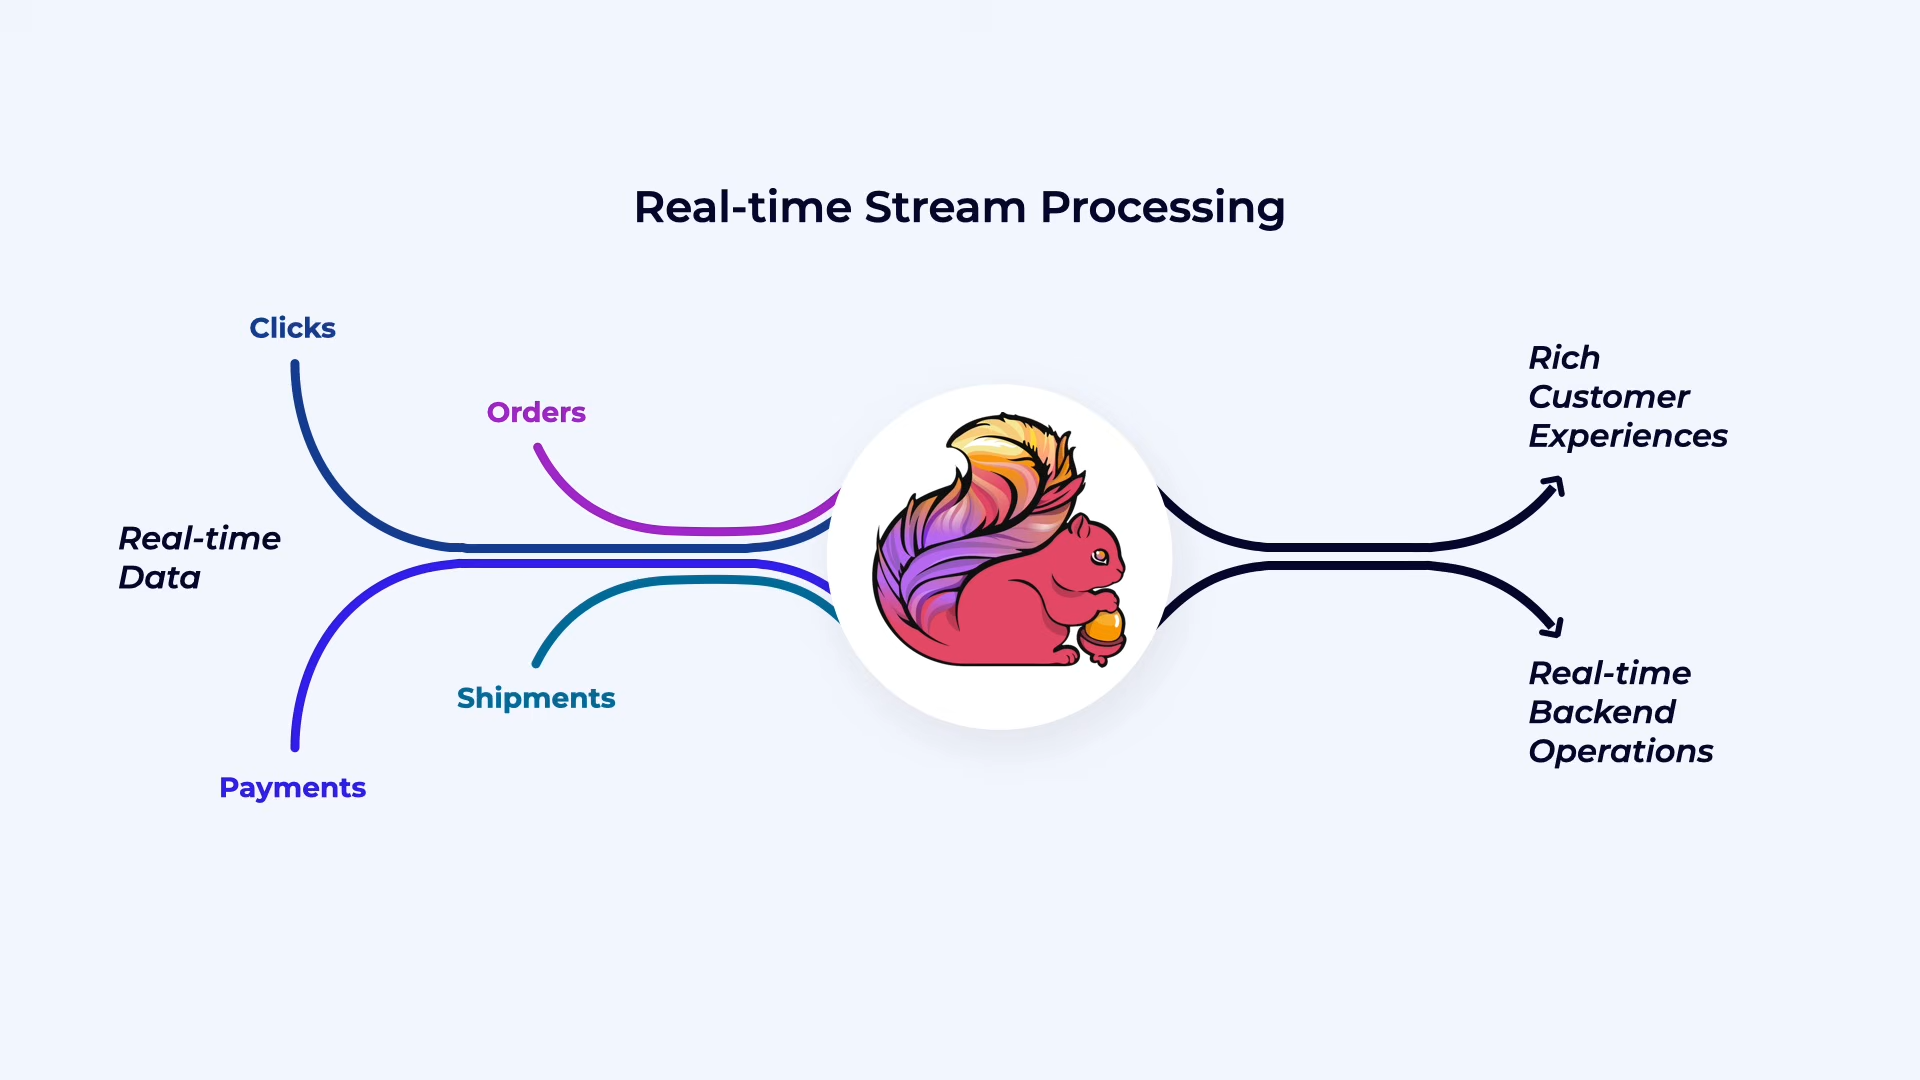 Real-time Stream Processing
Clicks
Orders
Real-time
Data
Shipments
Payments
Rich
Customer
Experiences
Real-time
Backend
Operations